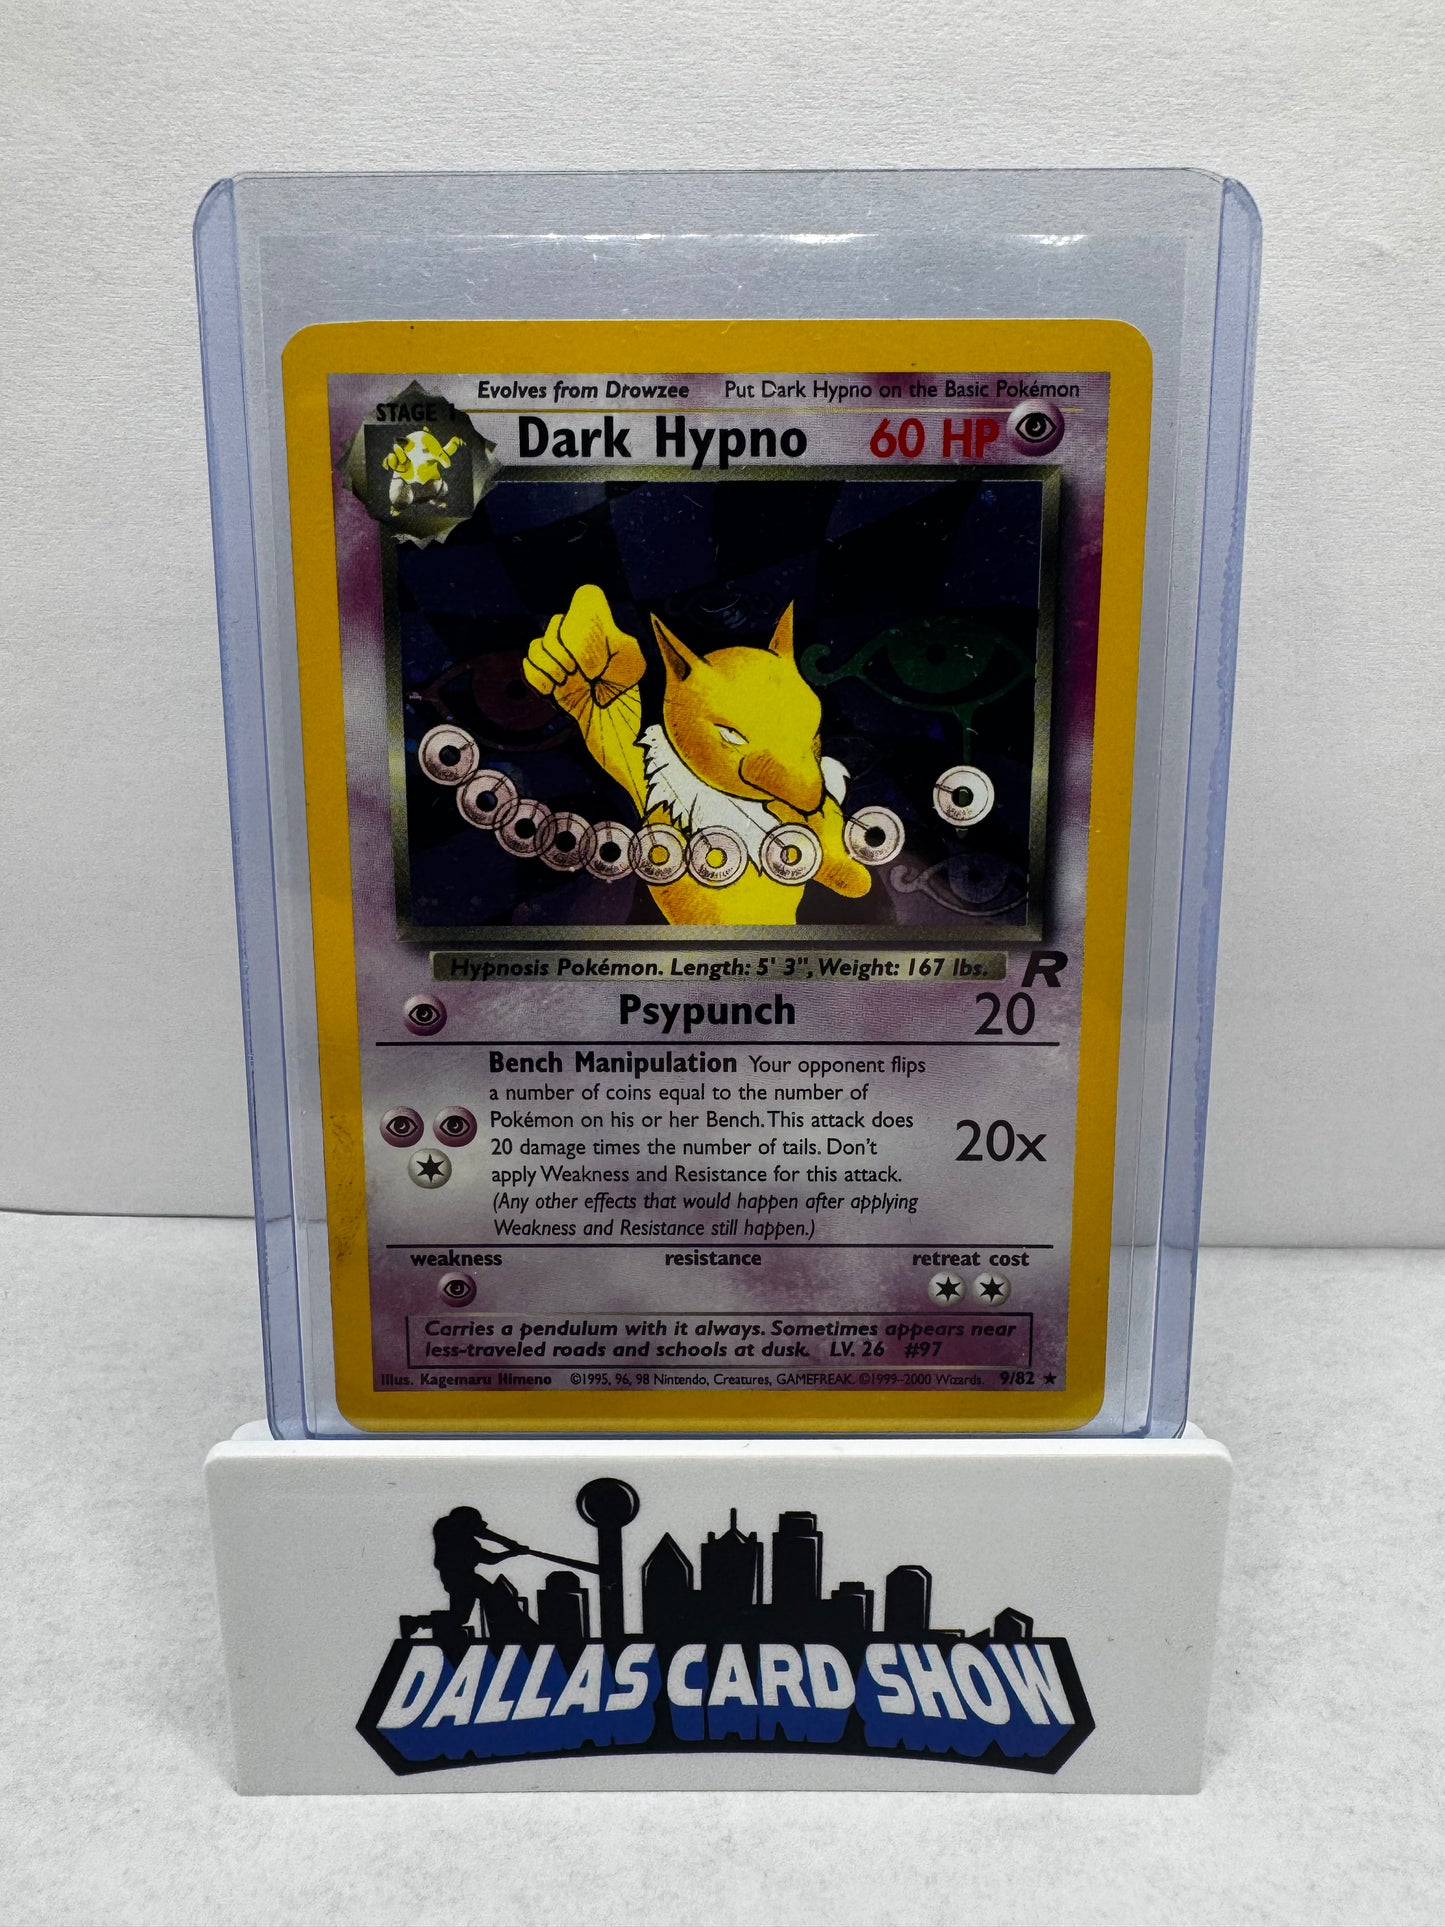 Evolves from Drowzee Put Dark Hypno on the Basic Pokémon
STAGE 1
Dark Hypno 60 HP
Hypnosis Pokémon. Length: 5' 3", Weight: 167 lbs.
R
Psypunch 20
Bench Manipulation Your opponent flips
a number of coins equal to the number of
Pokémon on his or her Bench. This attack does
20 damage times the number of tails. Don't
apply Weakness and Resistance for this attack.
(Any other effects that would happen after applying
Weakness and Resistance still happen.)
20x
weakness resistance retreat cost
Carries a pendulum with it always. Sometimes appears near
less-traveled roads and schools at dusk. LV. 26 #97
Illus. Kagemaru Himeno ©1995, 96, 98 Nintendo, Creatures, GAMEFREAK. ©1999-2000 Wizards. 9/82 ★
DALLAS CARD SHOW